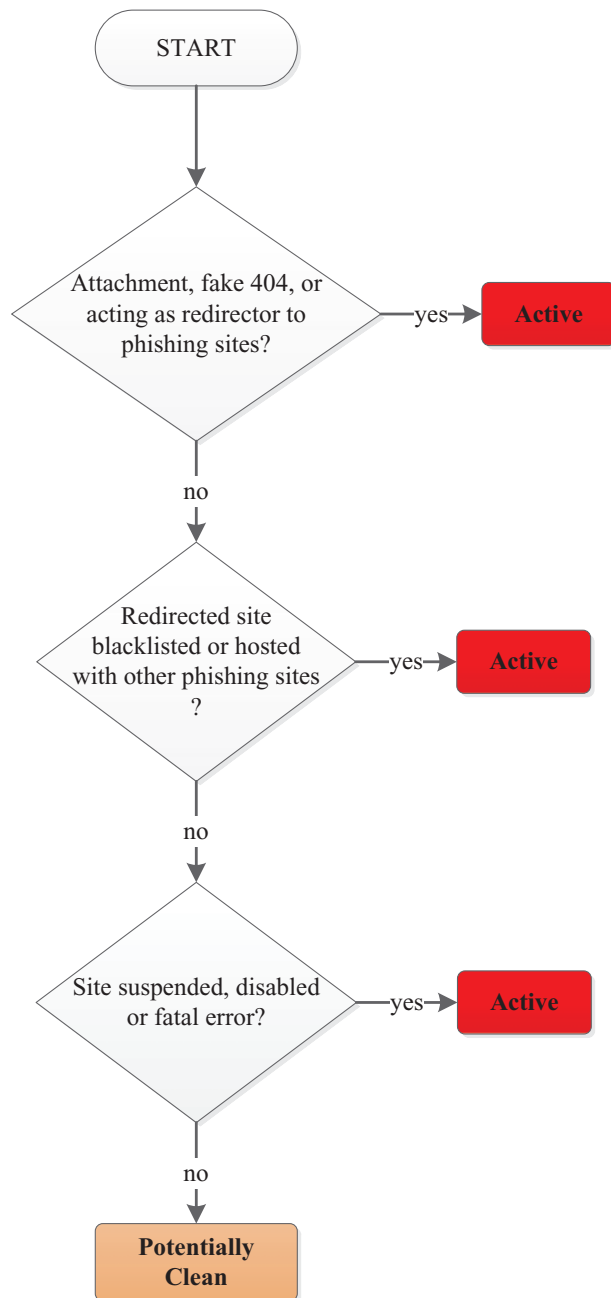 START
Attachment, fake 404, or
acting as redirector to
phishing sites?
yes
Active
no
Redirected site
blacklisted or hosted
with other phishing sites
?
yes
Active
no
Site suspended, disabled
or fatal error?
yes
Active
no
Potentially
Clean